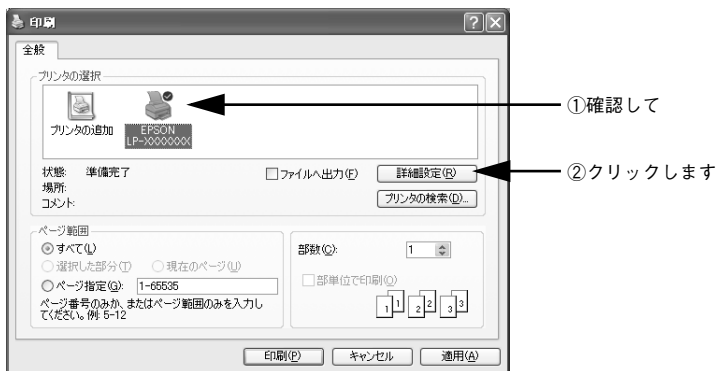 印刷
全般
プリンタの選択
プリンタの追加
EPSON
LP-XXXXXXX
①確認して
状態: 準備完了
場所:
コメント:
ファイルへ出力(F)
詳細設定(R)
②クリックします
プリンタの検索(D)...
ページ範囲
すべて(L)
選択した部分(T) 現在のページ(U)
ページ指定(G): 1-65535
ページ番号のみか、またはページ範囲のみを入力し
てください。例: 5-12
部数(C): 1
部単位で印刷(O)
1 1 2 2 3 3
印刷(P) キャンセル 適用(A)